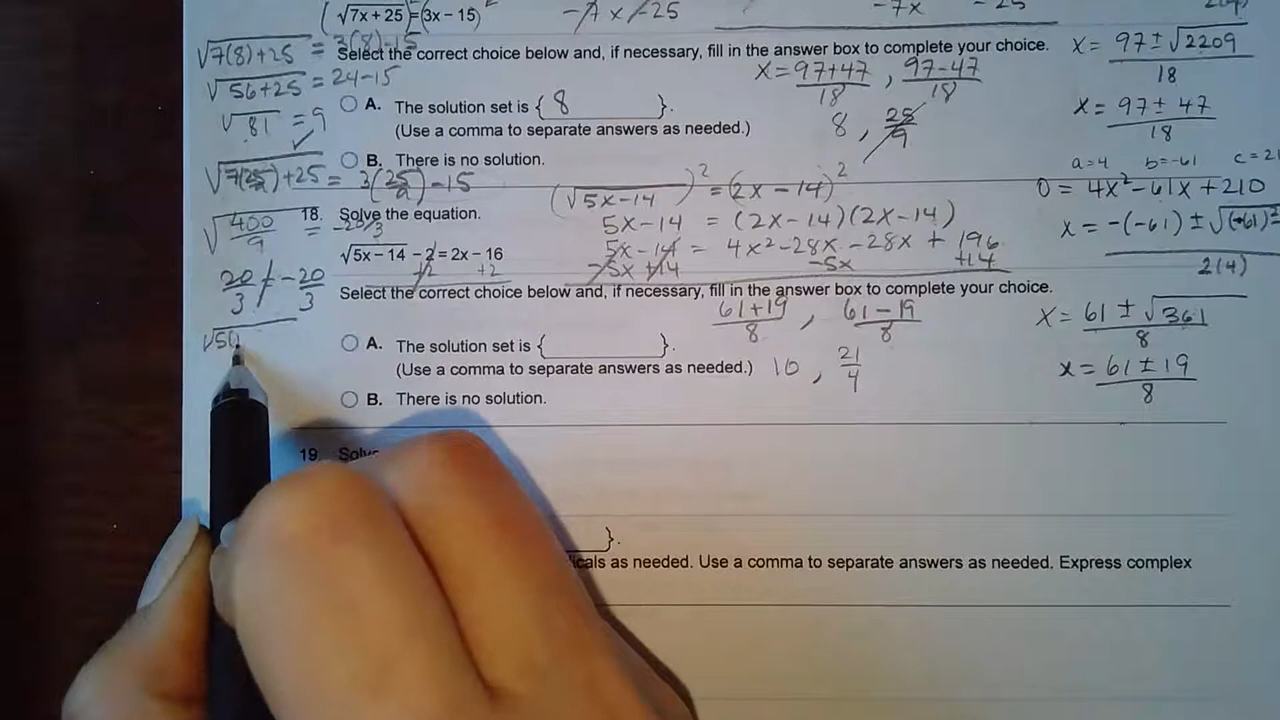 (√7x + 25) = (3x − 15)²
−7x −25
−7x − 25
√7(8)+25 = 3(8)−15
Select the correct choice below and, if necessary, fill in the answer box to complete your choice.
x = 97 ± √2209 / 18
√56+25 = 24−15
x = 97+47 / 18 , 97−47 / 18
A. The solution set is { 8 }.
√81 = 9 ✓
(Use a comma to separate answers as needed.)
8 , 25/9
x = 97 ± 47 / 18
B. There is no solution.
a=4 b=−61 c=21
√7(25/9)+25 = 3(25/9)−15
(√5x−14)² = (2x−14)²
0 = 4x²−61x+210
18. Solve the equation.
√400/9 = −20/3
5x−14 = (2x−14)(2x−14)
x = −(−61) ± √(−61)² / 2(4)
√5x − 14 − 2 = 2x − 16
+2 +2
5x−14 = 4x²−28x −28x + 196
−5x +14 −5x +14
20/3 ≠ −20/3
Select the correct choice below and, if necessary, fill in the answer box to complete your choice.
61+19 / 8 , 61−19 / 8
x = 61 ± √361 / 8
√50
A. The solution set is { }.
(Use a comma to separate answers as needed.)
10 , 21/4
x = 61 ± 19 / 8
B. There is no solution.
19. Solve
}.
icals as needed. Use a comma to separate answers as needed. Express complex